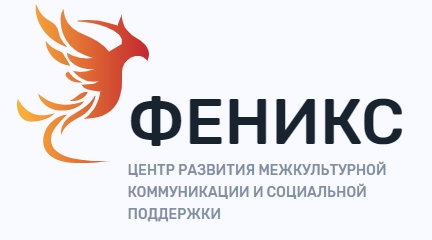 ФЕНИКС
ЦЕНТР РАЗВИТИЯ МЕЖКУЛЬТУРНОЙ
КОММУНИКАЦИИ И СОЦИАЛЬНОЙ
ПОДДЕРЖКИ